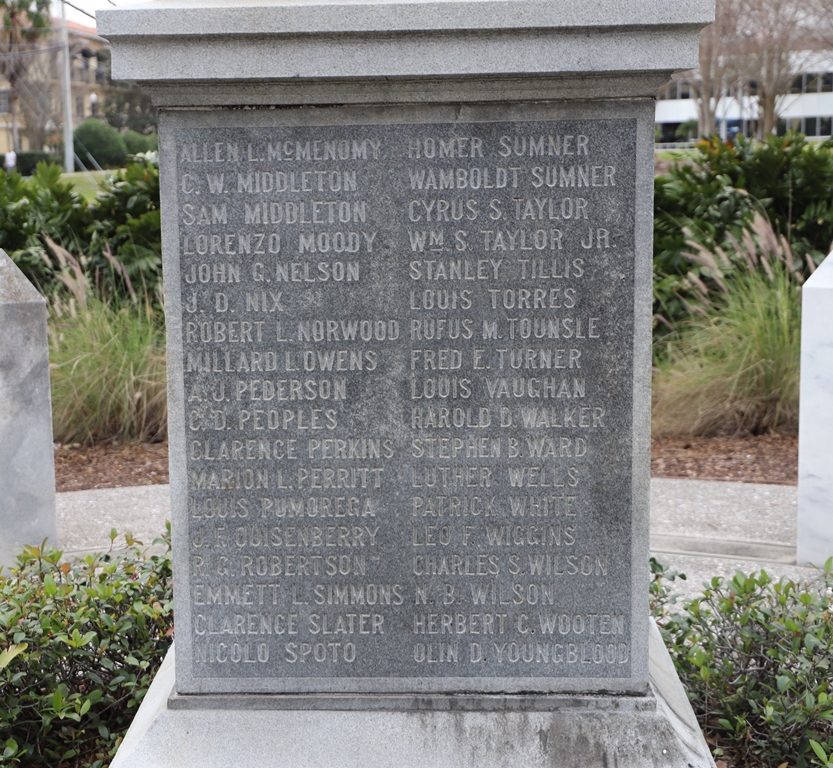 ALLEN L. McMENOMY
C. W. MIDDLETON
SAM MIDDLETON
LORENZO MOODY
JOHN G. NELSON
J. D. NIX
ROBERT L. NORWOOD
MILLARD L. OWENS
A. J. PEDERSON
C. D. PEOPLES
CLARENCE PERKINS
MARION L. PERRITT
LOUIS PUMOREGA
J. F. QUISENBERRY
R. G. ROBERTSON
EMMETT L. SIMMONS
CLARENCE SLATER
NICOLO SPOTO
HOMER SUMNER
WAMBOLDT SUMNER
CYRUS S. TAYLOR
WM. S. TAYLOR JR.
STANLEY TILLIS
LOUIS TORRES
RUFUS M. TOUNSLE
FRED E. TURNER
LOUIS VAUGHAN
HAROLD D. WALKER
STEPHEN B. WARD
LUTHER WELLS
PATRICK WHITE
LEO F. WIGGINS
CHARLES S. WILSON
N. B. WILSON
HERBERT C. WOOTEN
OLIN D. YOUNGBLOOD